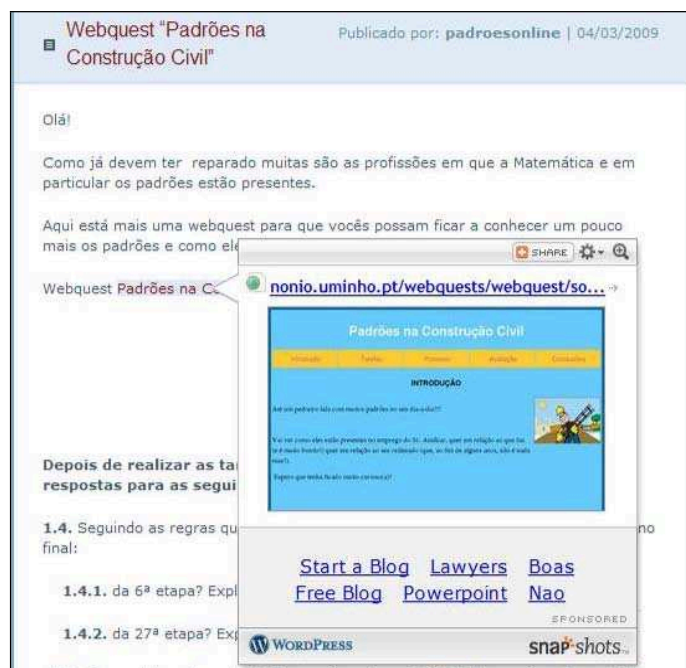 Webquest “Padrões na
Construção Civil”
Publicado por: padroesonline | 04/03/2009
Olá!
Como já devem ter reparado muitas são as profissões em que a Matemática e em
particular os padrões estão presentes.
Aqui está mais uma webquest para que vocês possam ficar a conhecer um pouco
mais os padrões e como ele
Webquest Padrões na Co
SHARE
nonio.uminho.pt/webquests/webquest/so...
Padrões na Construção Civil
INTRODUÇÃO
Start a Blog Lawyers Boas
Free Blog Powerpoint Nao
SPONSORED
WORDPRESS
snap shots
Depois de realizar as ta
respostas para as segui
1.4. Seguindo as regras qu no
final:
1.4.1. da 6ª etapa? Expl
1.4.2. da 27ª etapa? Exp